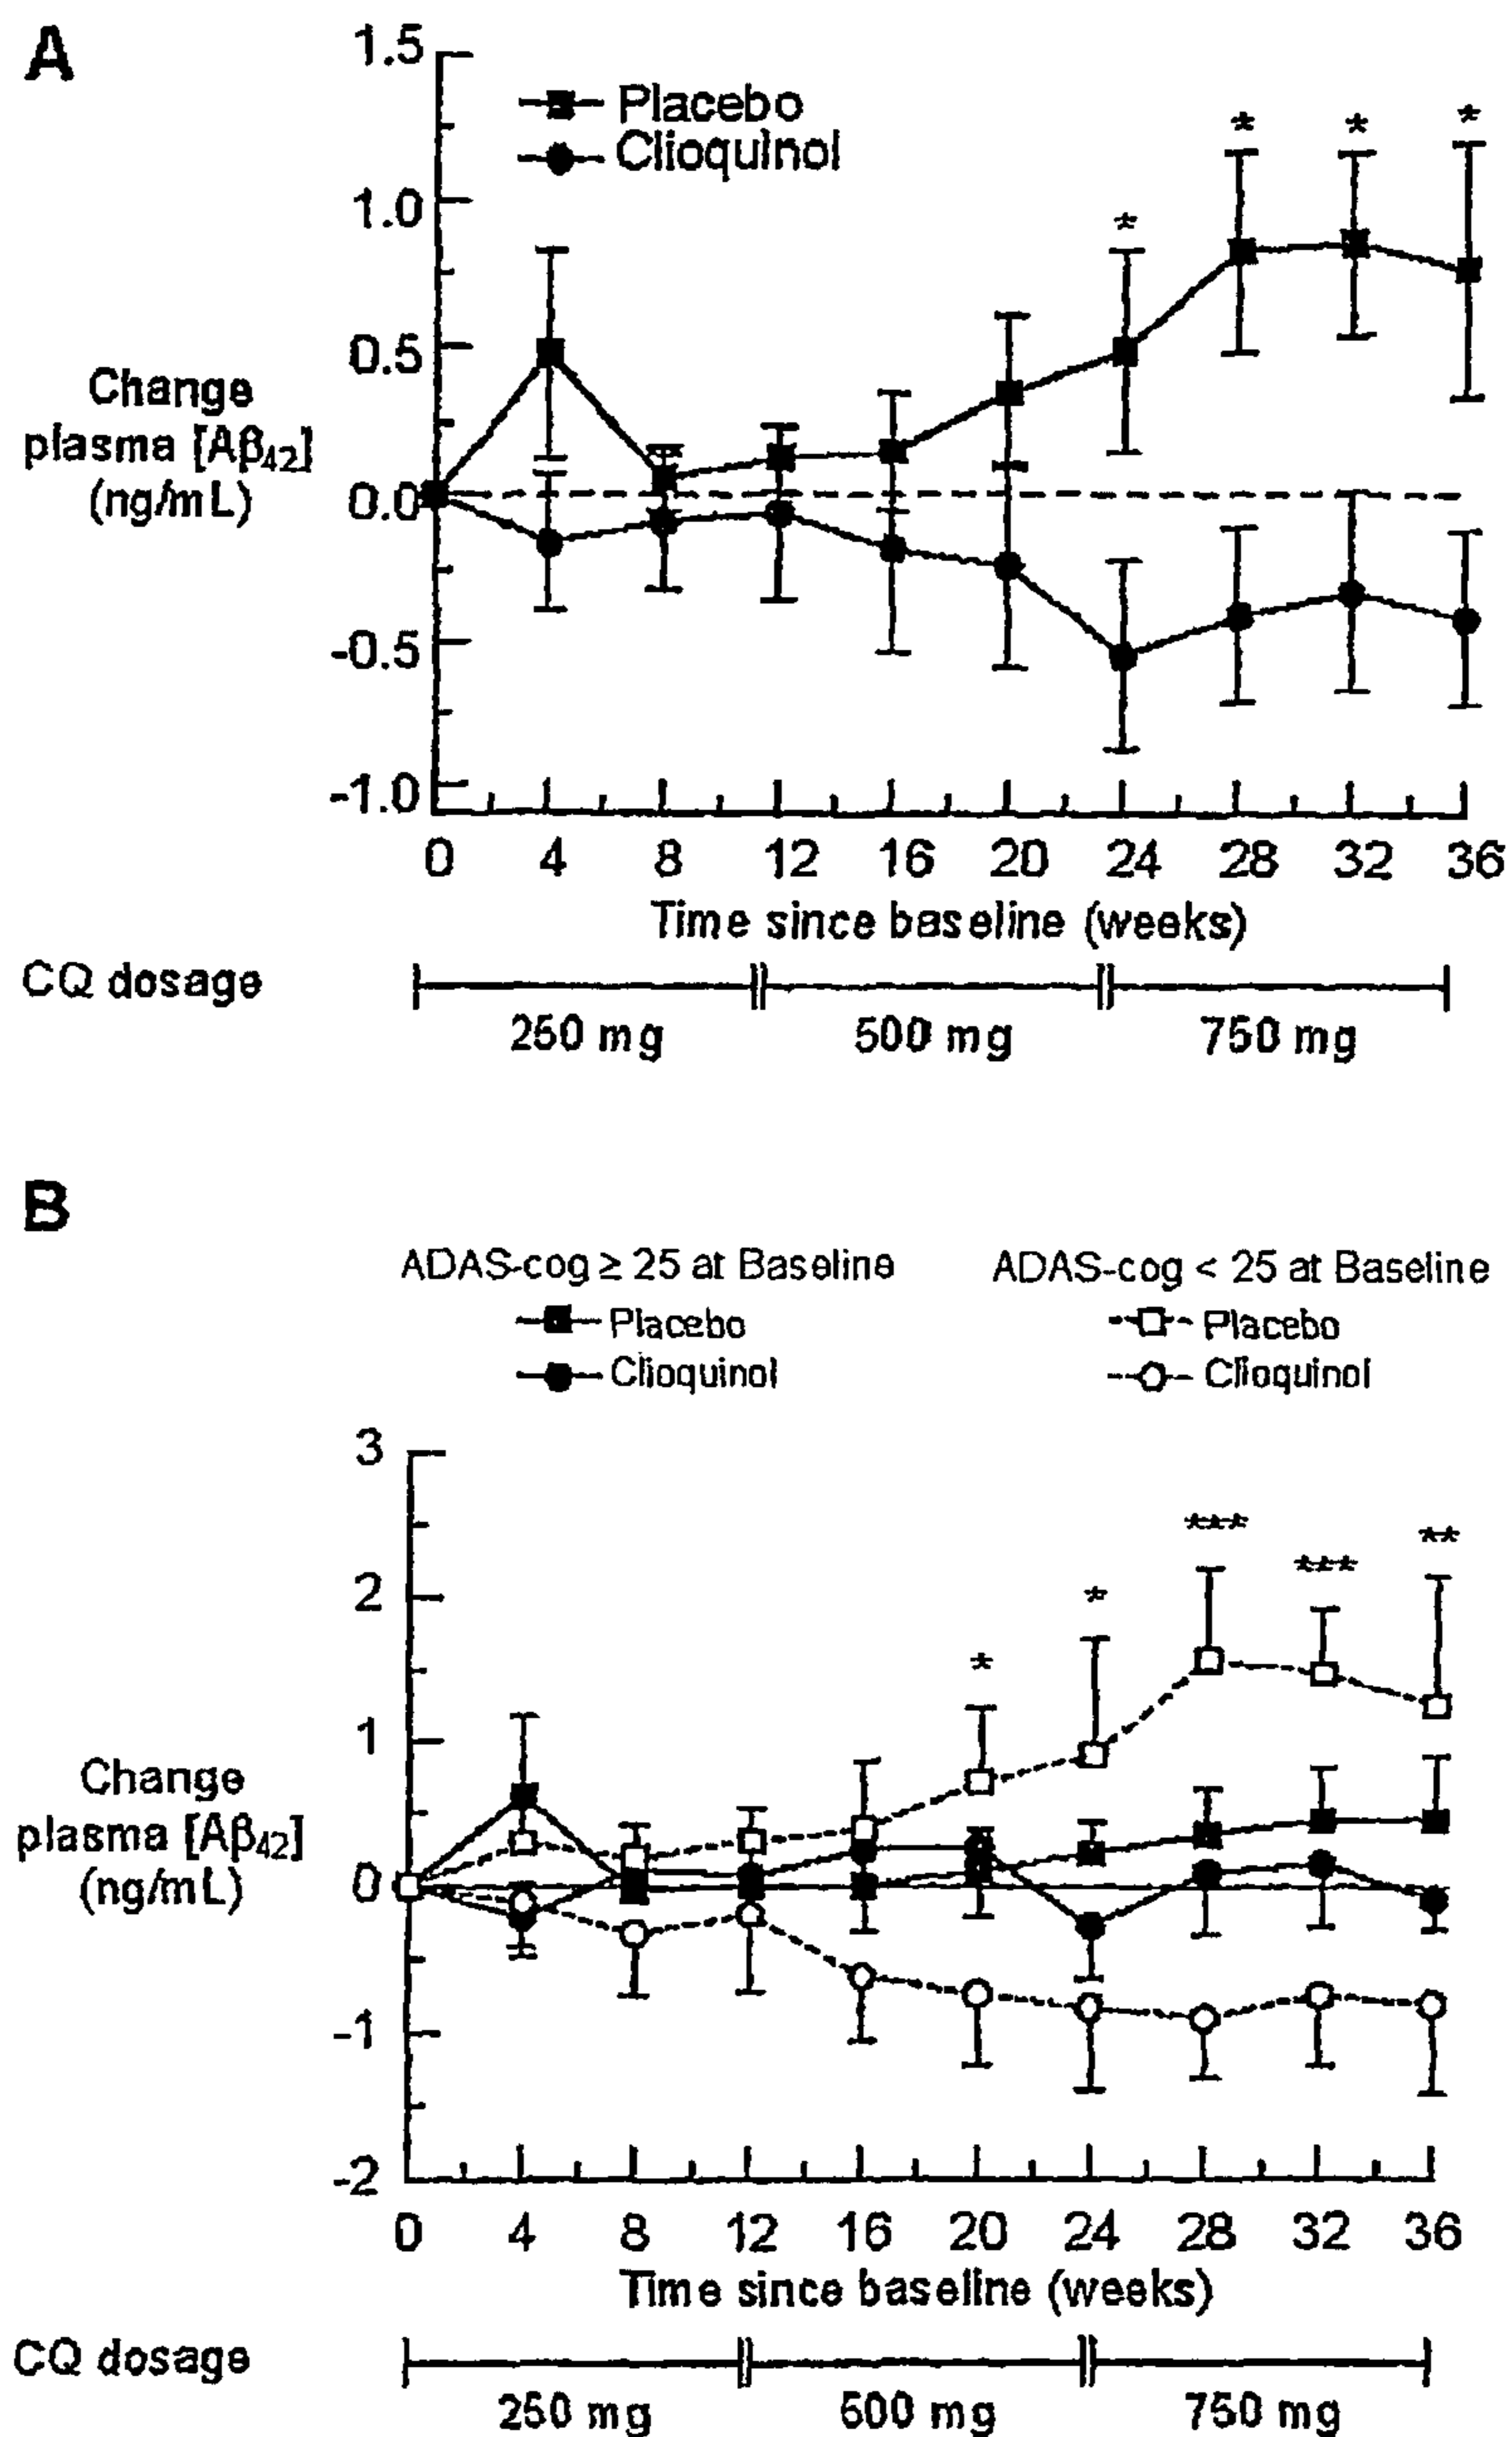 A
1.5
Placebo
Clioquinol
* * * *
1.0
0.5
Change
plasma [Aβ42]
(ng/mL)
0.0
-0.5
-1.0
0 4 8 12 16 20 24 28 32 36
Time since baseline (weeks)
CQ dosage
250 mg 500 mg 750 mg
B
ADAS-cog ≥ 25 at Baseline ADAS-cog < 25 at Baseline
Placebo Placebo
Clioquinol Clioquinol
3
* * *** *** **
2
1
Change
plasma [Aβ42]
(ng/mL)
0
-1
-2
0 4 8 12 16 20 24 28 32 36
Time since baseline (weeks)
CQ dosage
250 mg 500 mg 750 mg